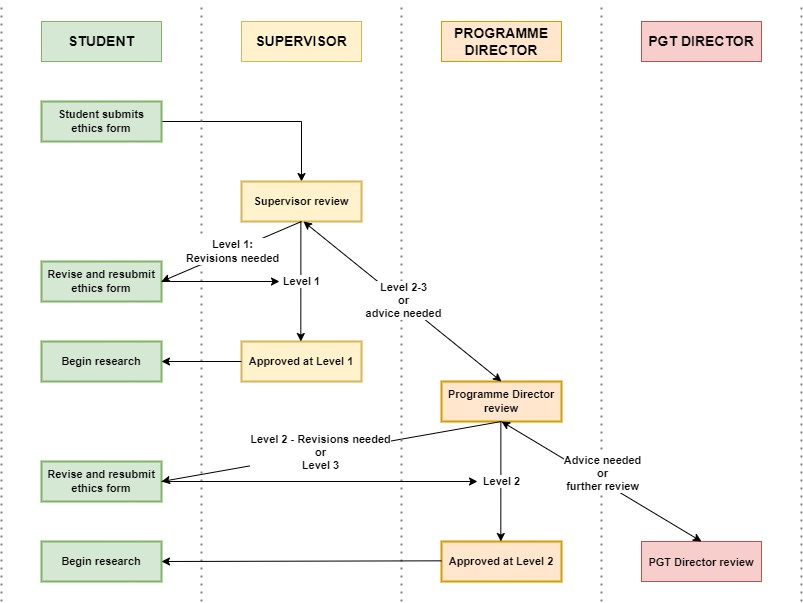 STUDENT
SUPERVISOR
PROGRAMME
DIRECTOR
PGT DIRECTOR
Student submits
ethics form
Supervisor review
Level 1:
Revisions needed
Revise and resubmit
ethics form
Level 1
Level 2-3
or
advice needed
Begin research
Approved at Level 1
Programme Director
review
Level 2 - Revisions needed
or
Level 3
Advice needed
or
further review
Revise and resubmit
ethics form
Level 2
Begin research
Approved at Level 2
PGT Director review